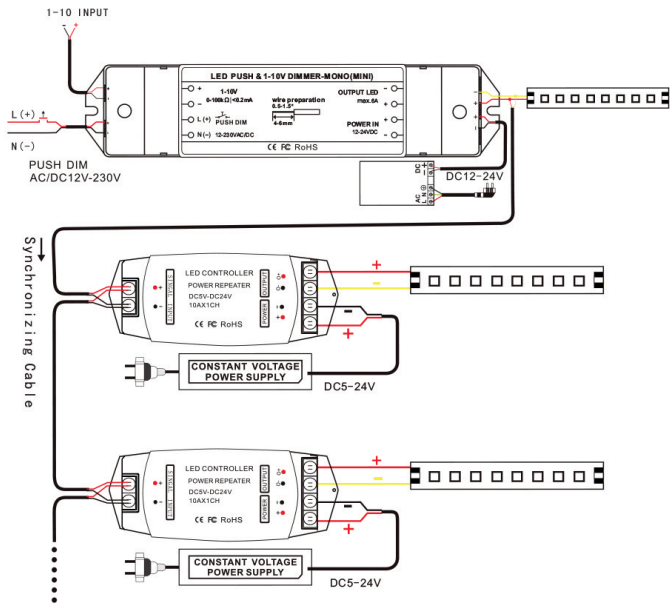 1-10 INPUT
- +
LED PUSH & 1-10V DIMMER-MONO(MINI)
+ 1-10V
- 0-100kΩ|<0.2mA
L (+) PUSH DIM
N (-) 12-230VAC/DC
wire preparation
0.5-1.5²
4-6mm
OUTPUT LED
max.6A
POWER IN
12-24VDC
- + + -
CE FC RoHS
L (+)
N (-)
PUSH DIM
AC/DC12V-230V
DC + -
AC L N
DC12-24V
Synchronizing Cable
LED CONTROLLER
POWER REPEATER
DC5V-DC24V
10AX1CH
CE FC RoHS
SINGAL INPUT
+
-
OUTPUT
POWER
+
-
-
+
CONSTANT VOLTAGE
POWER SUPPLY
DC5-24V
LED CONTROLLER
POWER REPEATER
DC5V-DC24V
10AX1CH
CE FC RoHS
SINGAL INPUT
+
-
OUTPUT
POWER
+
-
-
+
CONSTANT VOLTAGE
POWER SUPPLY
DC5-24V